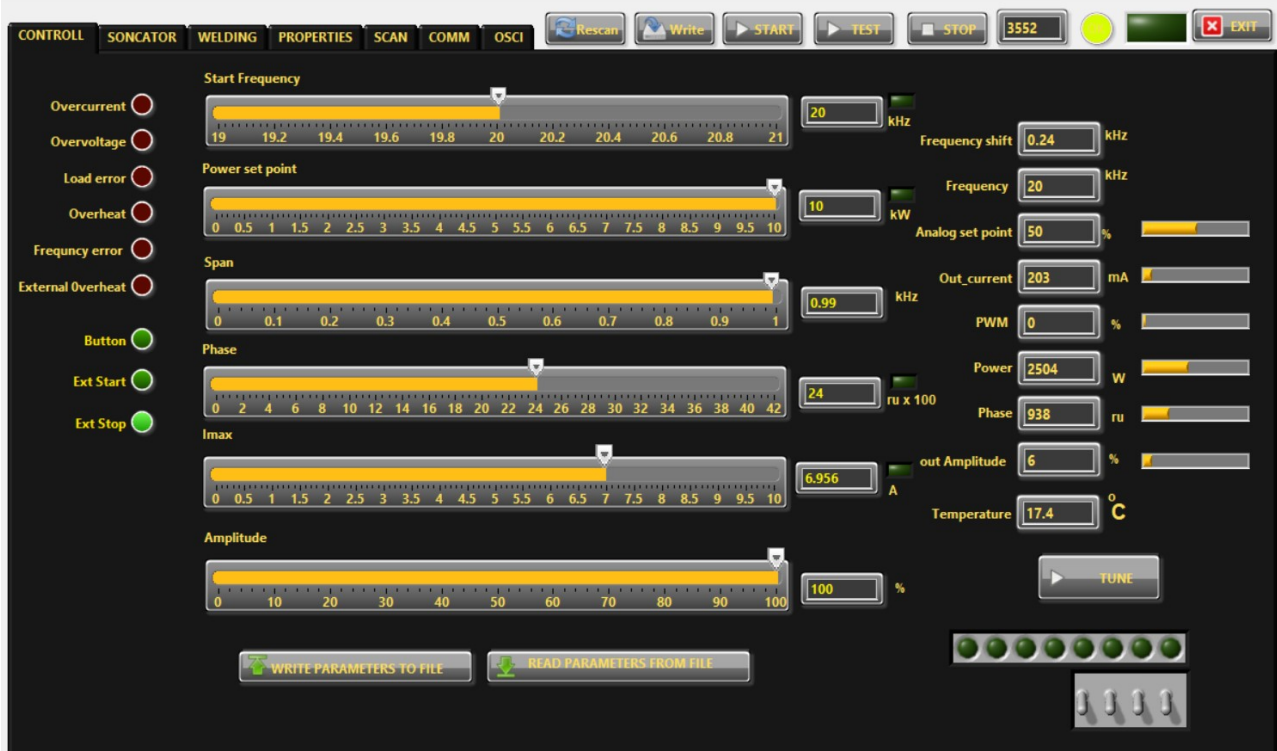 CONTROLL SONCATOR WELDING PROPERTIES SCAN COMM OSCI Rescan Write START TEST STOP 3552 EXIT
Start Frequency
19 19.2 19.4 19.6 19.8 20 20.2 20.4 20.6 20.8 21
20
kHz
Power set point
0 0.5 1 1.5 2 2.5 3 3.5 4 4.5 5 5.5 6 6.5 7 7.5 8 8.5 9 9.5 10
10
kW
Span
0 0.1 0.2 0.3 0.4 0.5 0.6 0.7 0.8 0.9 1
0.99
kHz
Phase
0 2 4 6 8 10 12 14 16 18 20 22 24 26 28 30 32 34 36 38 40 42
24
ru x 100
Imax
0 0.5 1 1.5 2 2.5 3 3.5 4 4.5 5 5.5 6 6.5 7 7.5 8 8.5 9 9.5 10
6.956
A
Amplitude
0 10 20 30 40 50 60 70 80 90 100
100
%
Overcurrent
Overvoltage
Load error
Overheat
Frequncy error
External 0verheat
Button
Ext Start
Ext Stop
Frequency shift 0.24 kHz
Frequency 20 kHz
Analog set point 50 %
Out_current 203 mA
PWM 0 %
Power 2504 W
Phase 938 ru
out Amplitude 6 %
Temperature 17.4 °C
TUNE
WRITE PARAMETERS TO FILE
READ PARAMETERS FROM FILE